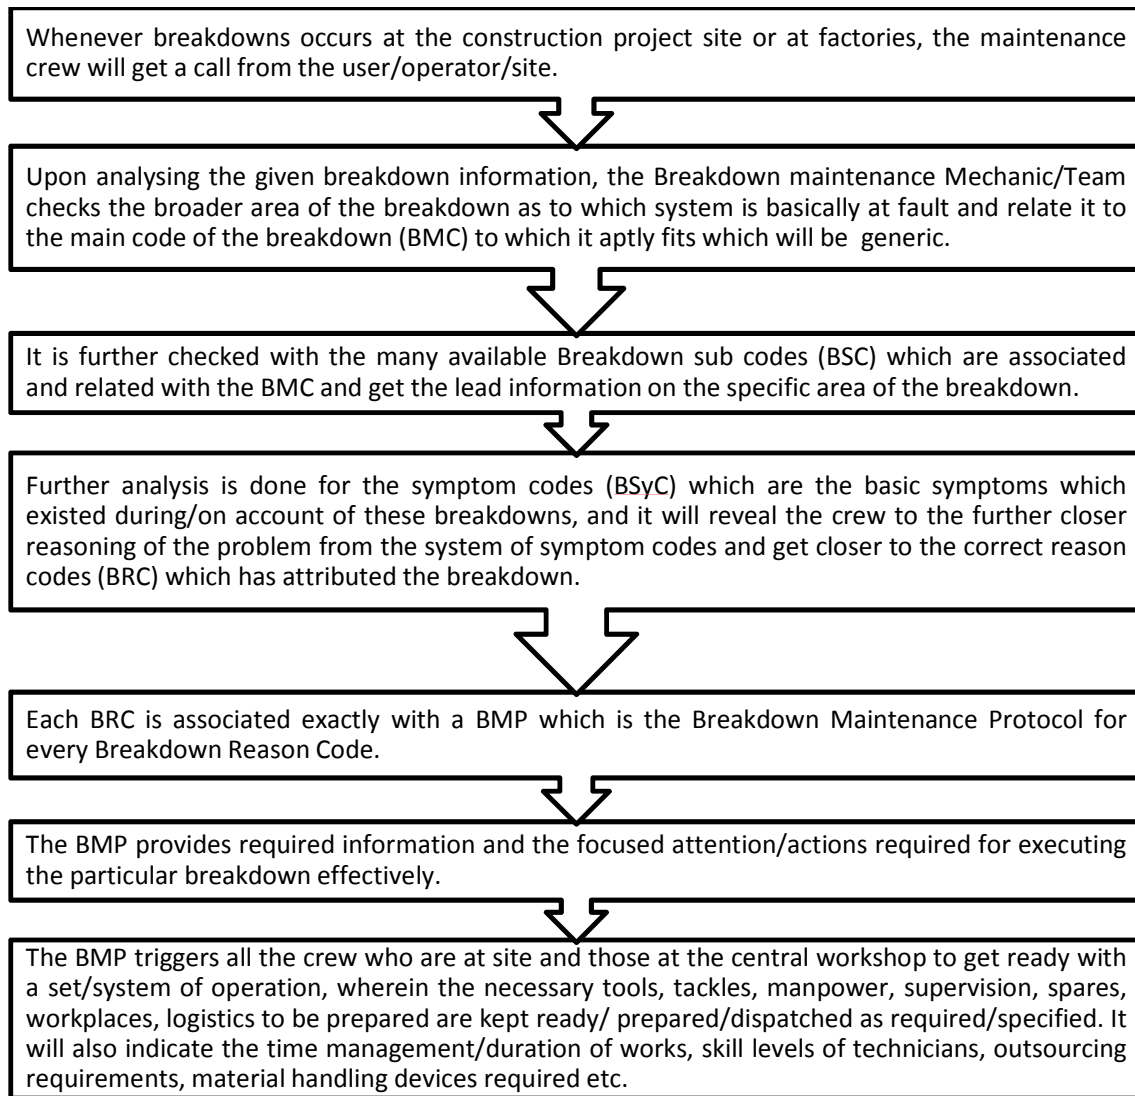 Whenever breakdowns occurs at the construction project site or at factories, the maintenance
crew will get a call from the user/operator/site.
Upon analysing the given breakdown information, the Breakdown maintenance Mechanic/Team
checks the broader area of the breakdown as to which system is basically at fault and relate it to
the main code of the breakdown (BMC) to which it aptly fits which will be generic.
It is further checked with the many available Breakdown sub codes (BSC) which are associated
and related with the BMC and get the lead information on the specific area of the breakdown.
Further analysis is done for the symptom codes (BSyC) which are the basic symptoms which
existed during/on account of these breakdowns, and it will reveal the crew to the further closer
reasoning of the problem from the system of symptom codes and get closer to the correct reason
codes (BRC) which has attributed the breakdown.
Each BRC is associated exactly with a BMP which is the Breakdown Maintenance Protocol for
every Breakdown Reason Code.
The BMP provides required information and the focused attention/actions required for executing
the particular breakdown effectively.
The BMP triggers all the crew who are at site and those at the central workshop to get ready with
a set/system of operation, wherein the necessary tools, tackles, manpower, supervision, spares,
workplaces, logistics to be prepared are kept ready/ prepared/dispatched as required/specified. It
will also indicate the time management/duration of works, skill levels of technicians, outsourcing
requirements, material handling devices required etc.